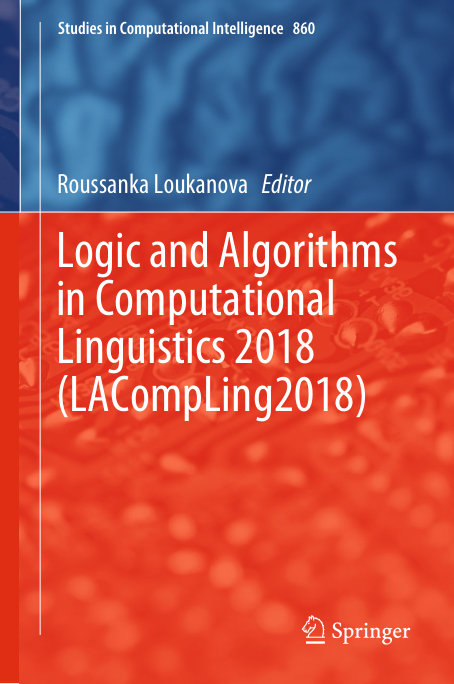 Studies in Computational Intelligence 860
Roussanka Loukanova Editor
Logic and Algorithms
in Computational
Linguistics 2018
(LACompLing2018)
Springer